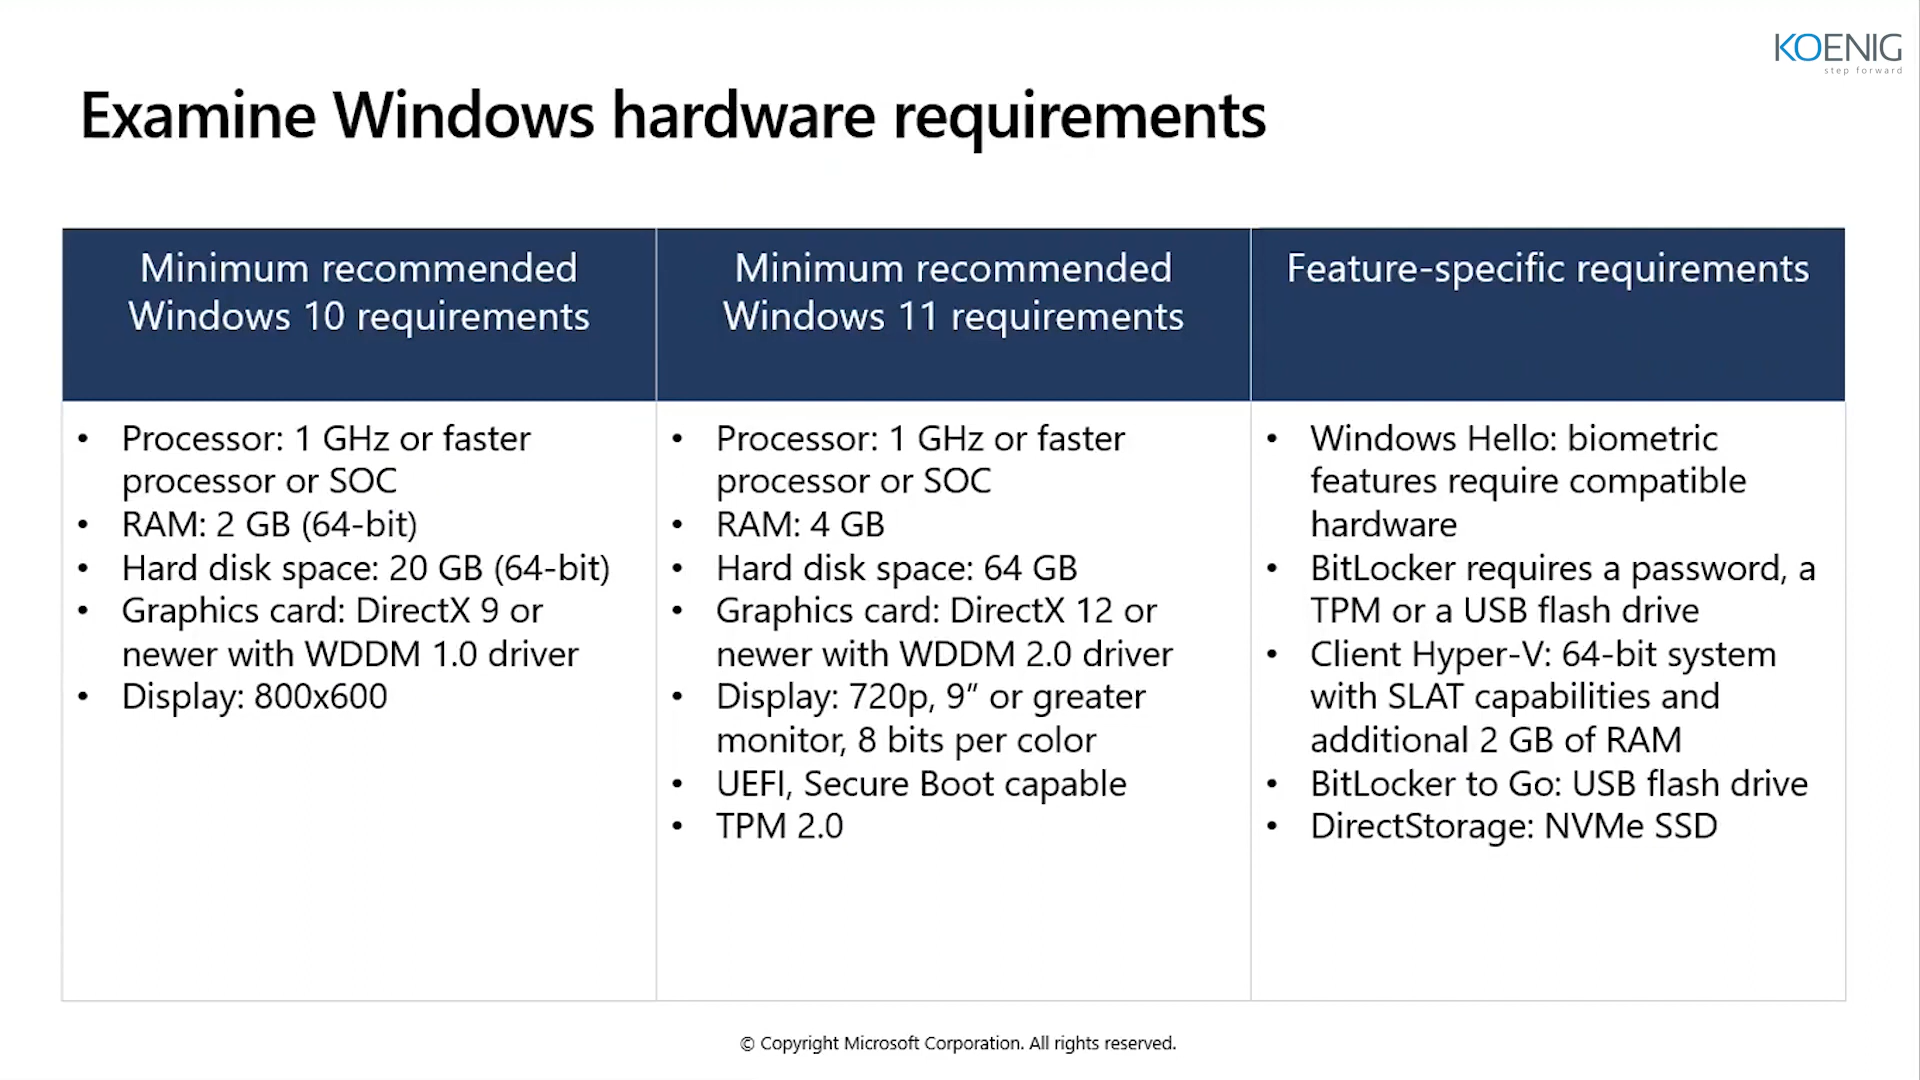 KOENIG
step forward
Examine Windows hardware requirements
Minimum recommended
Windows 10 requirements
• Processor: 1 GHz or faster
processor or SOC
• RAM: 2 GB (64-bit)
• Hard disk space: 20 GB (64-bit)
• Graphics card: DirectX 9 or
newer with WDDM 1.0 driver
• Display: 800x600
Minimum recommended
Windows 11 requirements
• Processor: 1 GHz or faster
processor or SOC
• RAM: 4 GB
• Hard disk space: 64 GB
• Graphics card: DirectX 12 or
newer with WDDM 2.0 driver
• Display: 720p, 9” or greater
monitor, 8 bits per color
• UEFI, Secure Boot capable
• TPM 2.0
Feature-specific requirements
• Windows Hello: biometric
features require compatible
hardware
• BitLocker requires a password, a
TPM or a USB flash drive
• Client Hyper-V: 64-bit system
with SLAT capabilities and
additional 2 GB of RAM
• BitLocker to Go: USB flash drive
• DirectStorage: NVMe SSD
© Copyright Microsoft Corporation. All rights reserved.